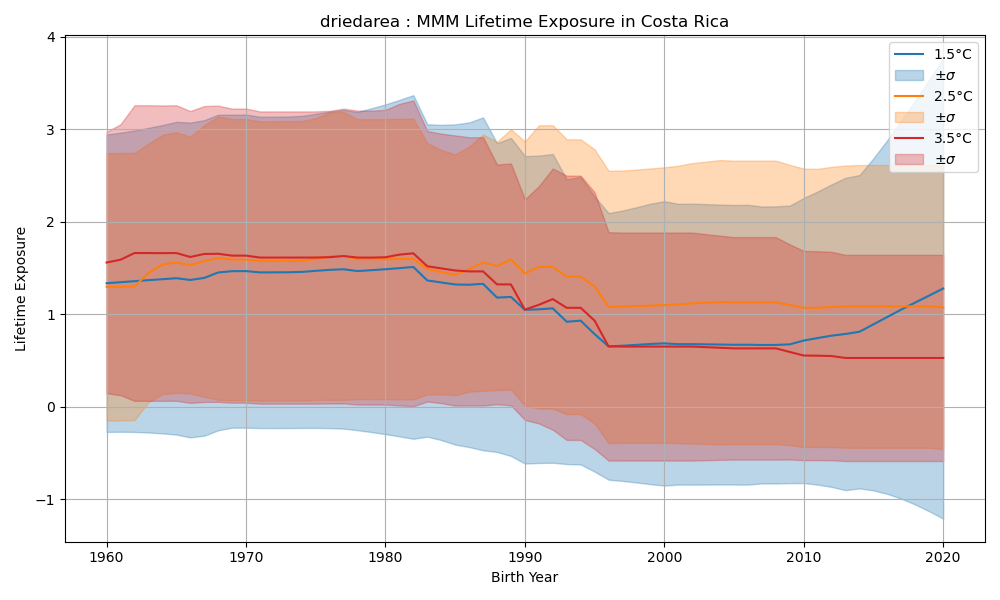 driedarea : MMM Lifetime Exposure in Costa Rica
4
3
2
1
0
−1
Lifetime Exposure
1960
1970
1980
1990
2000
2010
2020
Birth Year
1.5°C
±σ
2.5°C
±σ
3.5°C
±σ